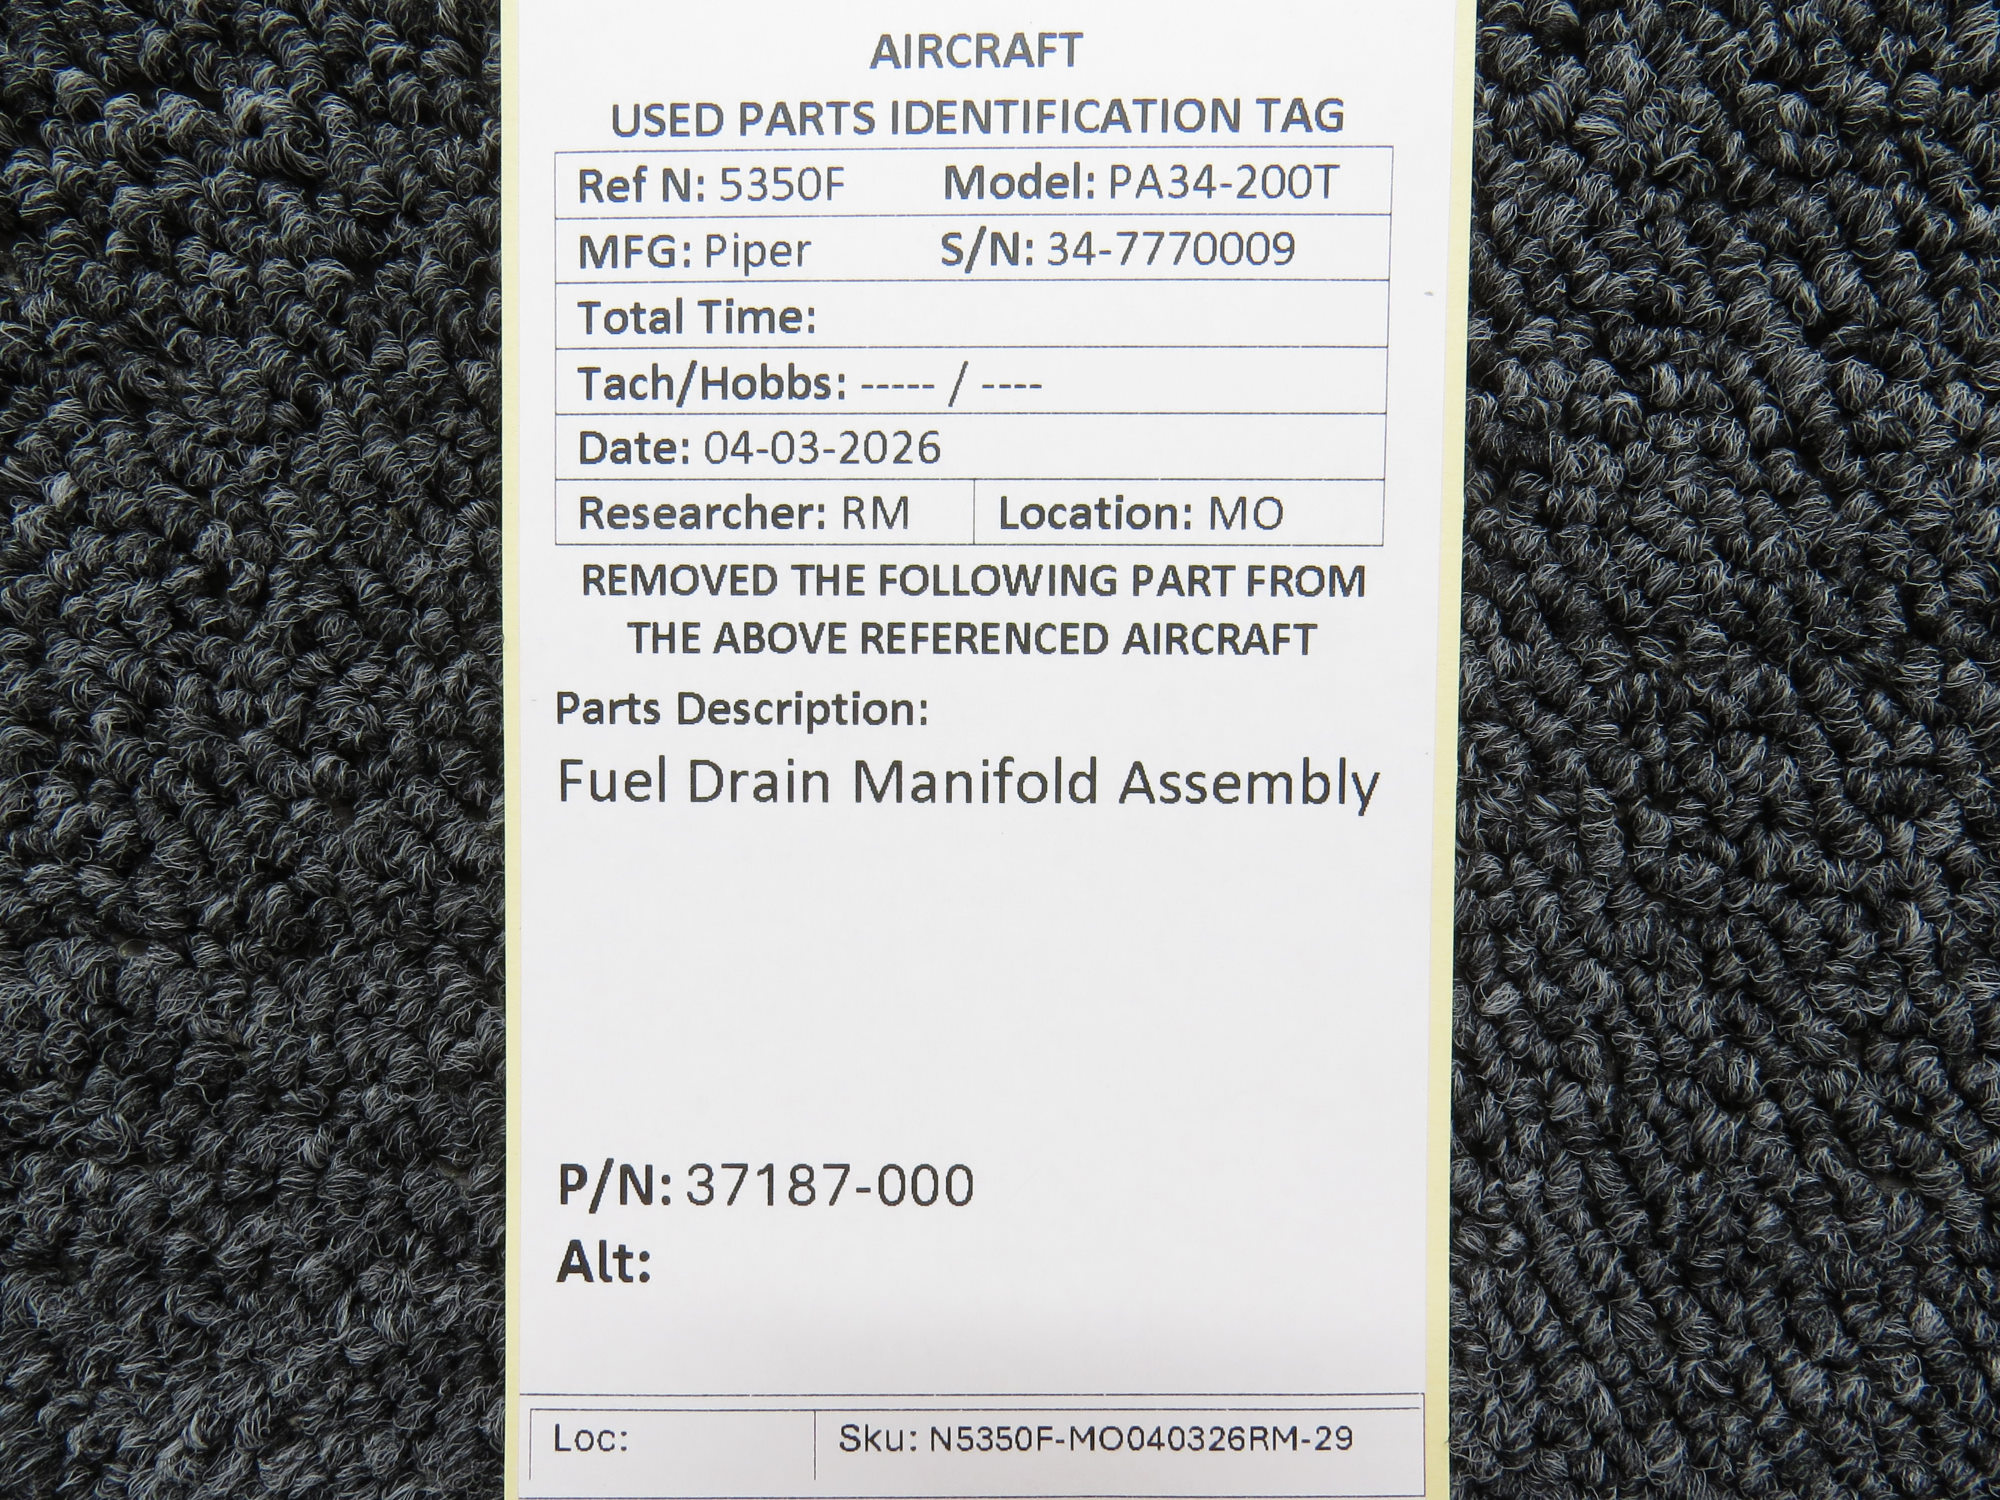 AIRCRAFT
USED PARTS IDENTIFICATION TAG
Ref N: 5350F Model: PA34-200T
MFG: Piper S/N: 34-7770009
Total Time:
Tach/Hobbs: ----- / ----
Date: 04-03-2026
Researcher: RM Location: MO
REMOVED THE FOLLOWING PART FROM
THE ABOVE REFERENCED AIRCRAFT
Parts Description:
Fuel Drain Manifold Assembly
P/N: 37187-000
Alt:
Loc: Sku: N5350F-MO040326RM-29